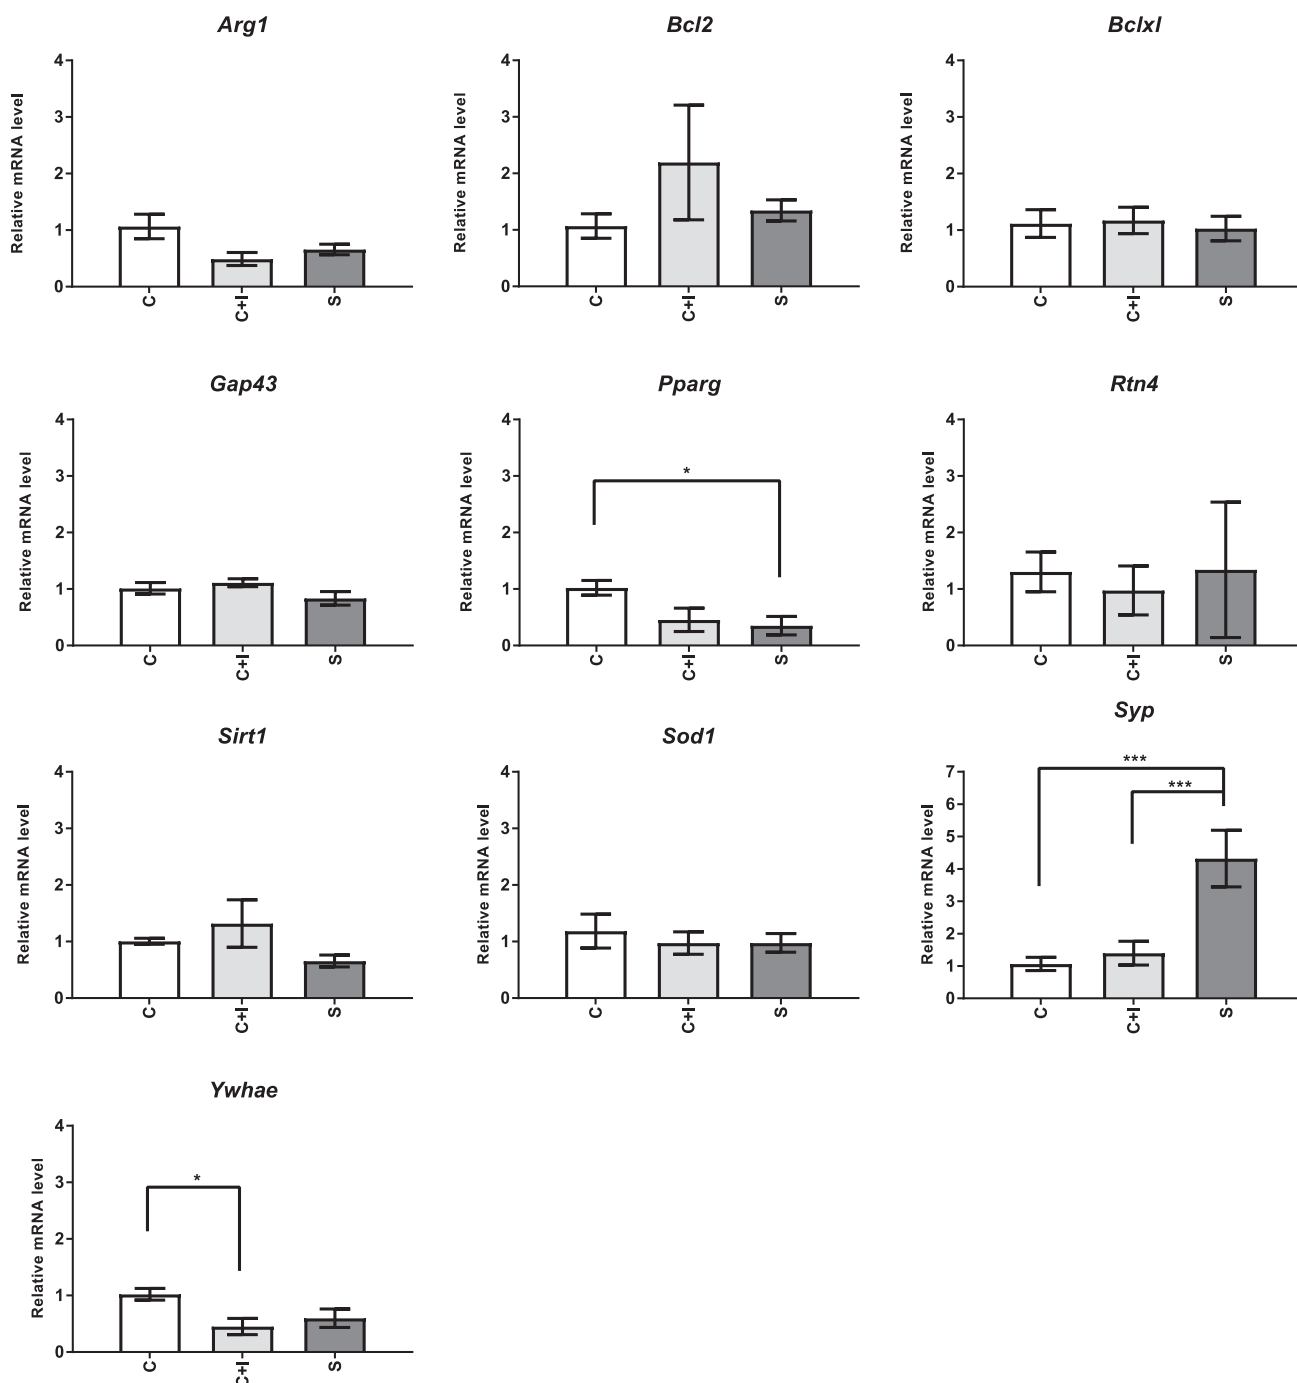 Arg1
Relative mRNA level
4
3
2
1
0
C
C+I
S
Bcl2
Relative mRNA level
4
3
2
1
0
C
C+I
S
Bclxl
Relative mRNA level
4
3
2
1
0
C
C+I
S
Gap43
Relative mRNA level
4
3
2
1
0
C
C+I
S
Pparg
Relative mRNA level
4
3
2
1
0
*
C
C+I
S
Rtn4
Relative mRNA level
4
3
2
1
0
C
C+I
S
Sirt1
Relative mRNA level
4
3
2
1
0
C
C+I
S
Sod1
Relative mRNA level
4
3
2
1
0
C
C+I
S
Syp
Relative mRNA level
7
6
5
4
3
2
1
0
***
***
C
C+I
S
Ywhae
Relative mRNA level
4
3
2
1
0
*
C
C+I
S